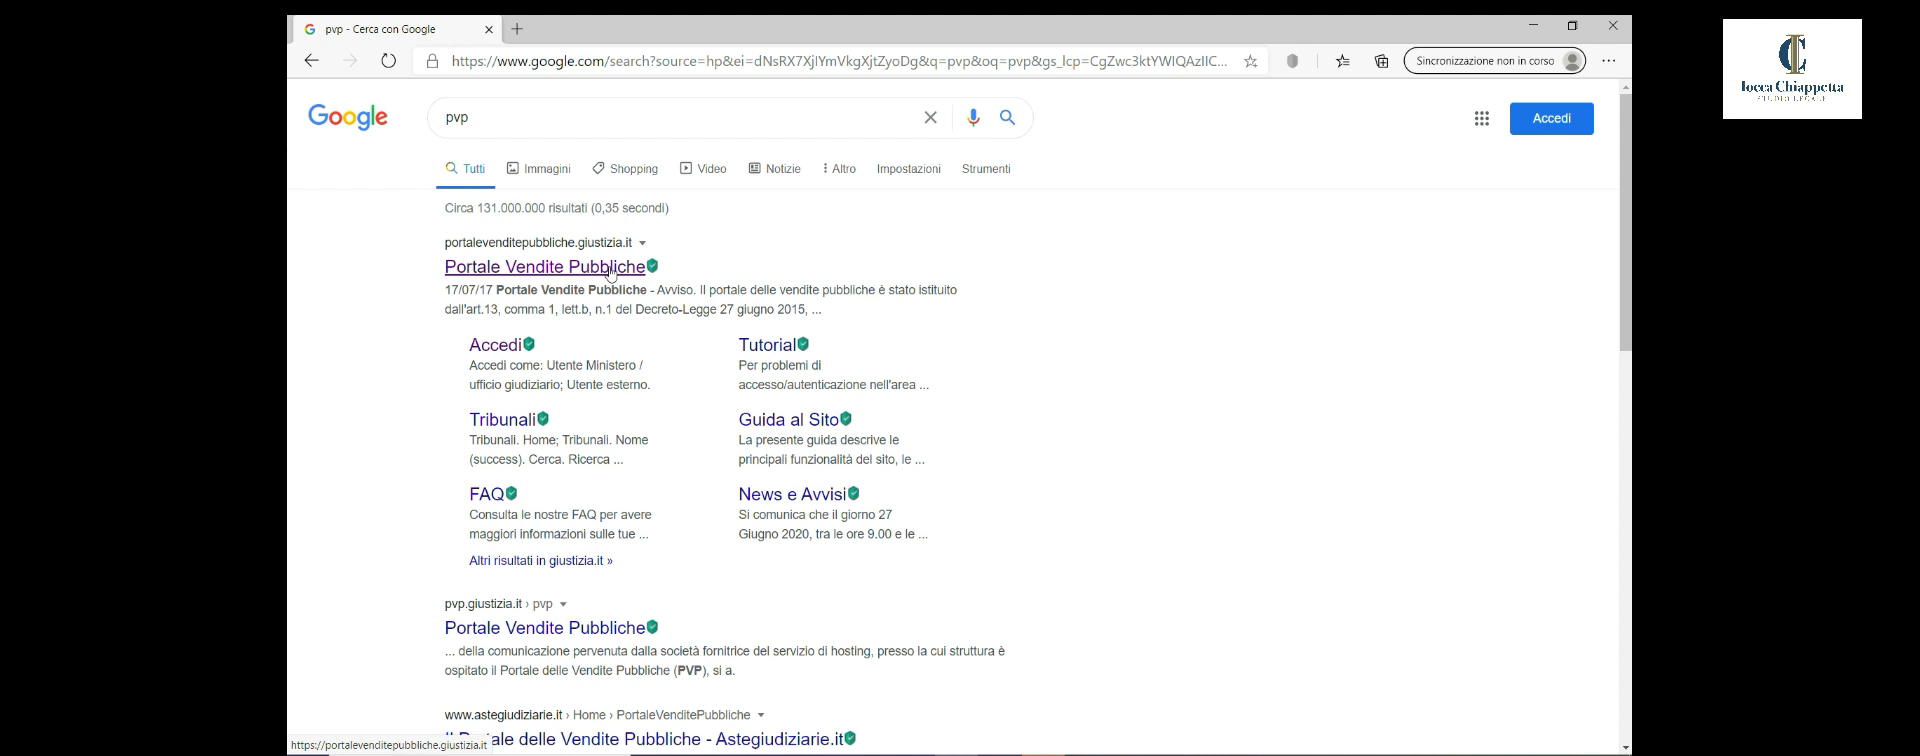 pvp - Cerca con Google
https://www.google.com/search?source=hp&ei=dNsRX7XjIYmVkgXjtZyoDg&q=pvp&oq=pvp&gs_lcp=CgZwc3ktYWIQAzIIC...
Sincronizzazione non in corso
Iocca Chiappetta
STUDIO LEGALE
Google
pvp
Accedi
Tutti
Immagini
Shopping
Video
Notizie
Altro
Impostazioni
Strumenti
Circa 131.000.000 risultati (0,35 secondi)
portalevenditepubbliche.giustizia.it
Portale Vendite Pubbliche
17/07/17 Portale Vendite Pubbliche - Avviso. Il portale delle vendite pubbliche è stato istituito
dall'art.13, comma 1, lett.b, n.1 del Decreto-Legge 27 giugno 2015, ...
Accedi
Accedi come: Utente Ministero /
ufficio giudiziario; Utente esterno.
Tutorial
Per problemi di
accesso/autenticazione nell'area ...
Tribunali
Tribunali. Home; Tribunali. Nome
(success). Cerca. Ricerca ...
Guida al Sito
La presente guida descrive le
principali funzionalità del sito, le ...
FAQ
Consulta le nostre FAQ per avere
maggiori informazioni sulle tue ...
News e Avvisi
Si comunica che il giorno 27
Giugno 2020, tra le ore 9.00 e le ...
Altri risultati in giustizia.it »
pvp.giustizia.it › pvp
Portale Vendite Pubbliche
... della comunicazione pervenuta dalla società fornitrice del servizio di hosting, presso la cui struttura è
ospitato il Portale delle Vendite Pubbliche (PVP), si a.
www.astegiudiziarie.it › Home › PortaleVenditePubbliche
delle Vendite Pubbliche - Astegiudiziarie.it
https://portalevenditepubbliche.giustizia.it